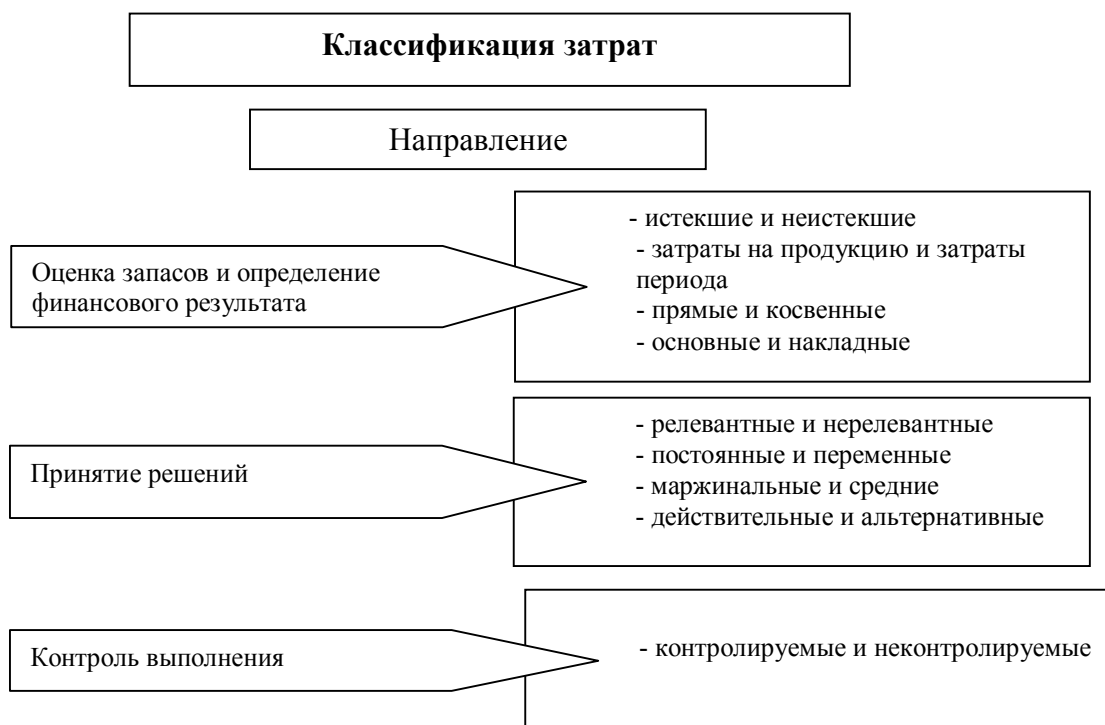 Классификация затрат
Направление
Оценка запасов и определение
финансового результата
- истекшие и неистекшие
- затраты на продукцию и затраты
периода
- прямые и косвенные
- основные и накладные
Принятие решений
- релевантные и нерелевантные
- постоянные и переменные
- маржинальные и средние
- действительные и альтернативные
Контроль выполнения
- контролируемые и неконтролируемые